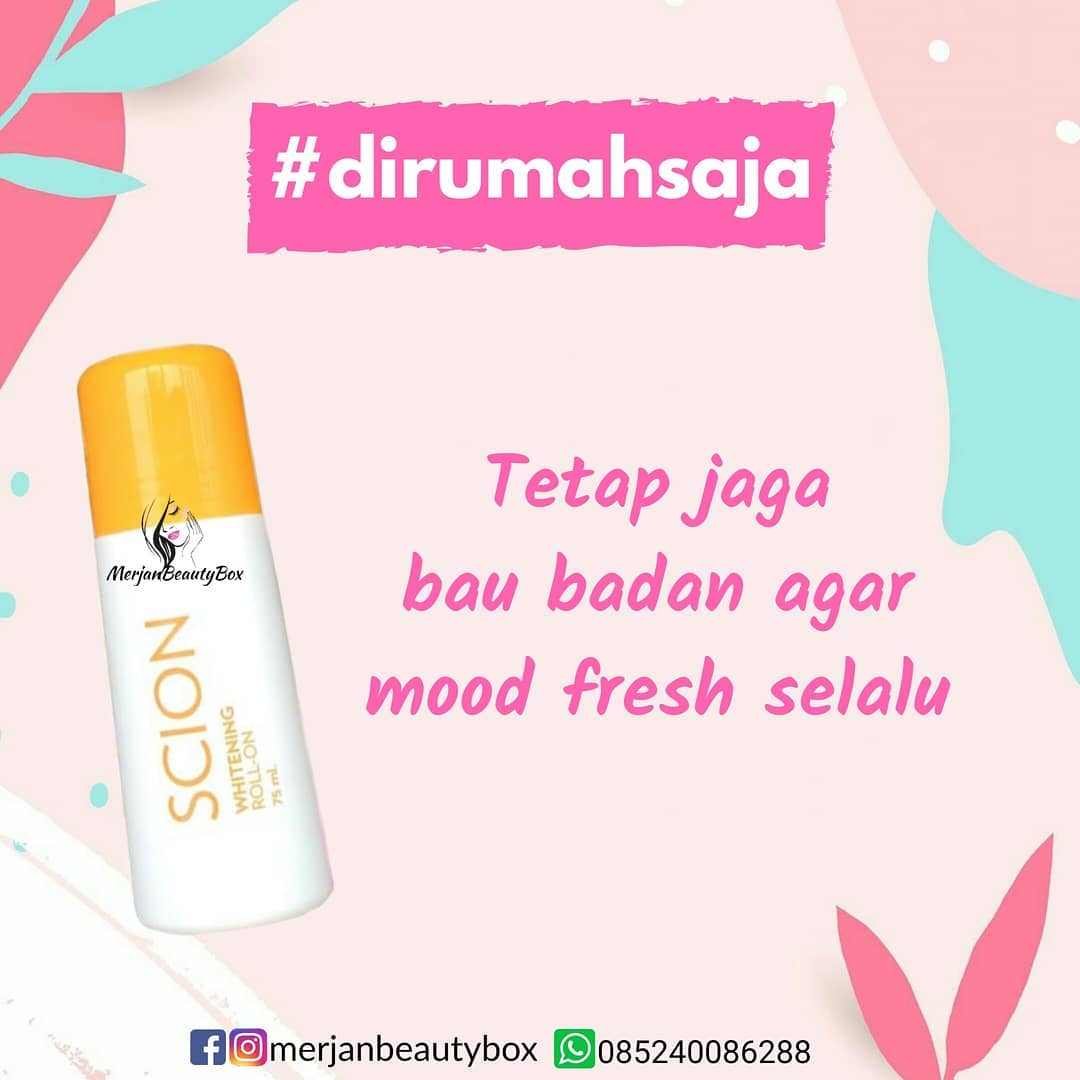 #dirumahsaja
MerjanBeautyBox
SCION
WHITENING
ROLL-ON
75 ml.
Tetap jaga
bau badan agar
mood fresh selalu
merjanbeautybox 085240086288